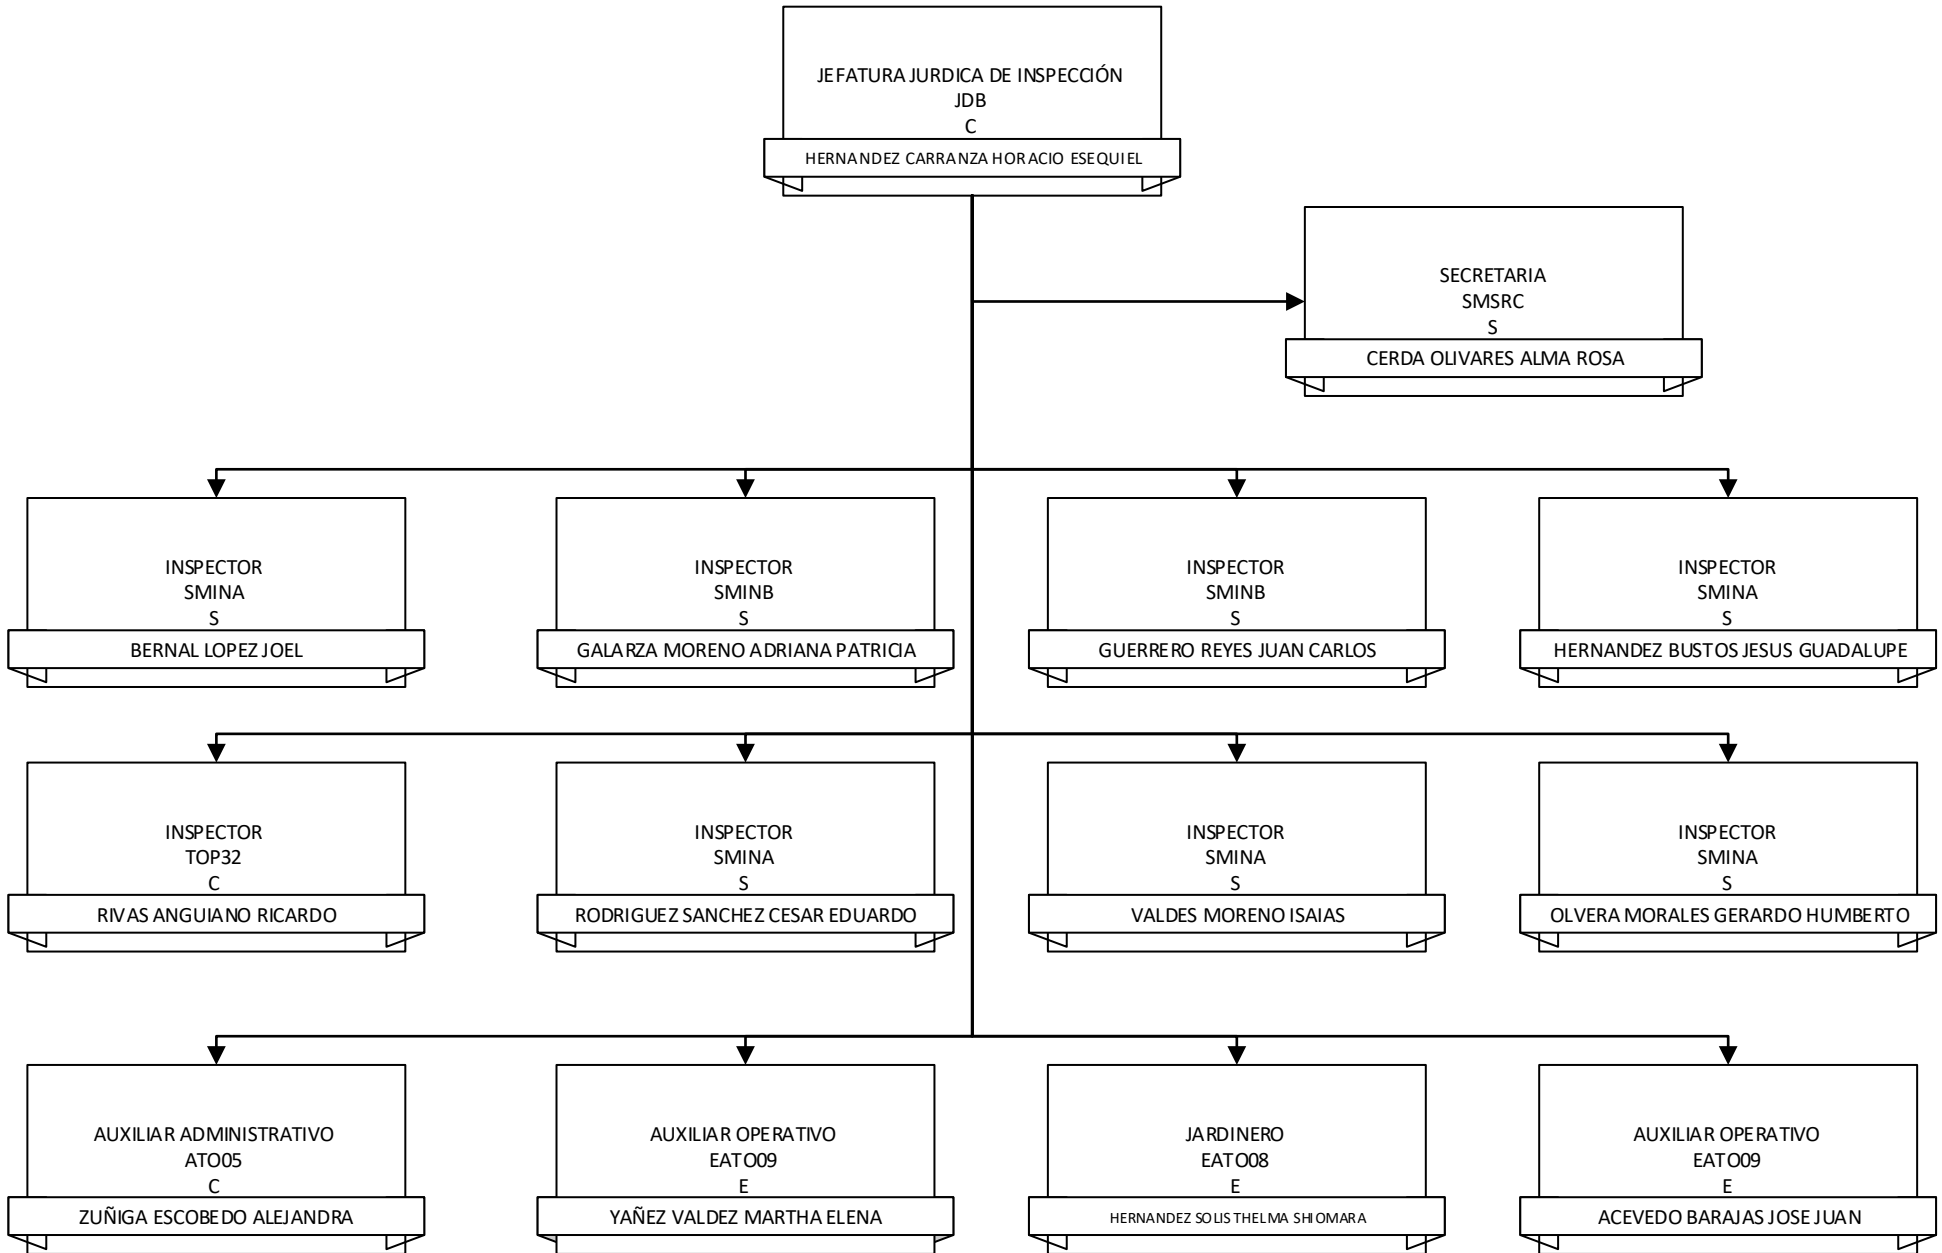 JEFATURA JURDICA DE INSPECCIÓN
JDB
C
HERNANDEZ CARRANZA HORACIO ESEQUIEL
SECRETARIA
SMSRC
S
CERDA OLIVARES ALMA ROSA
INSPECTOR
SMINA
S
BERNAL LOPEZ JOEL
INSPECTOR
SMINB
S
GALARZA MORENO ADRIANA PATRICIA
INSPECTOR
SMINB
S
GUERRERO REYES JUAN CARLOS
INSPECTOR
SMINA
S
HERNANDEZ BUSTOS JESUS GUADALUPE
INSPECTOR
TOP32
C
RIVAS ANGUIANO RICARDO
INSPECTOR
SMINA
S
RODRIGUEZ SANCHEZ CESAR EDUARDO
INSPECTOR
SMINA
S
VALDES MORENO ISAIAS
INSPECTOR
SMINA
S
OLVERA MORALES GERARDO HUMBERTO
AUXILIAR ADMINISTRATIVO
ATO05
C
ZUÑIGA ESCOBEDO ALEJANDRA
AUXILIAR OPERATIVO
EATO09
E
YAÑEZ VALDEZ MARTHA ELENA
JARDINERO
EATO08
E
HERNANDEZ SOLIS THELMA SHIOMARA
AUXILIAR OPERATIVO
EATO09
E
ACEVEDO BARAJAS JOSE JUAN